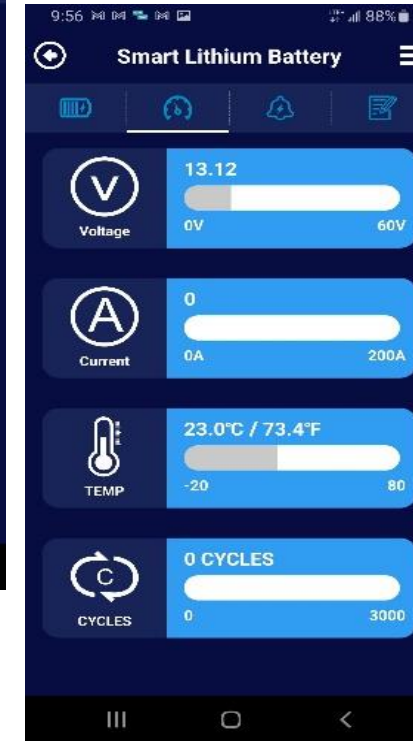 9:56 88%
Smart Lithium Battery
V
Voltage
13.12
0V 60V
A
Current
0
0A 200A
TEMP
23.0°C / 73.4°F
-20 80
C
CYCLES
0 CYCLES
0 3000